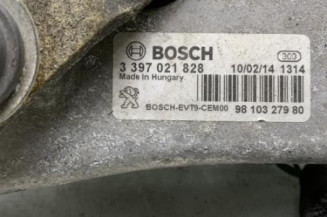 BOSCH
3 397 021 828 10/02/14 1314
Made in Hungary
BOSCH-EVT9-CEM00 98 103 279 80